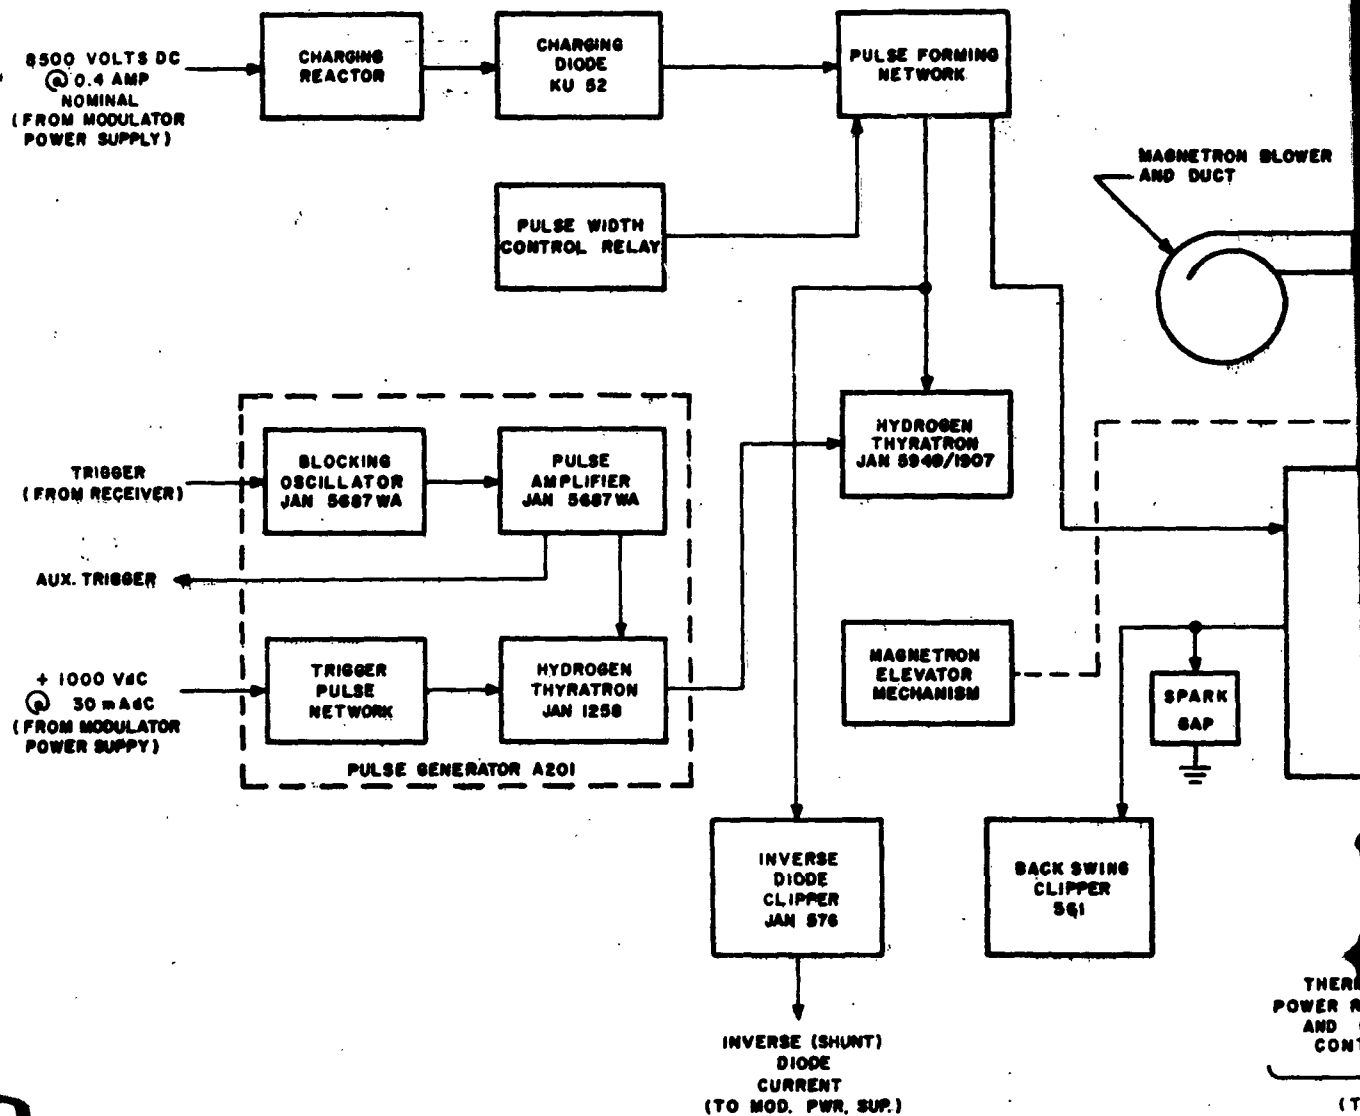 8500 VOLTS DC
@ 0.4 AMP
NOMINAL
(FROM MODULATOR
POWER SUPPLY)
CHARGING
REACTOR
CHARGING
DIODE
KU 52
PULSE FORMING
NETWORK
MAGNETRON BLOWER
AND DUCT
PULSE WIDTH
CONTROL RELAY
TRIGGER
(FROM RECEIVER)
BLOCKING
OSCILLATOR
JAN 5687WA
PULSE
AMPLIFIER
JAN 5687WA
HYDROGEN
THYRATRON
JAN 5949/1907
AUX. TRIGGER
+ 1000 VdC
@ 30 mAdC
(FROM MODULATOR
POWER SUPPY)
TRIGGER
PULSE
NETWORK
HYDROGEN
THYRATRON
JAN 1258
PULSE GENERATOR A201
MAGNETRON
ELEVATOR
MECHANISM
SPARK
GAP
INVERSE
DIODE
CLIPPER
JAN 576
BACK SWING
CLIPPER
561
INVERSE (SHUNT)
DIODE
CURRENT
(TO MOD. PWR. SUP.)
POWER
AND